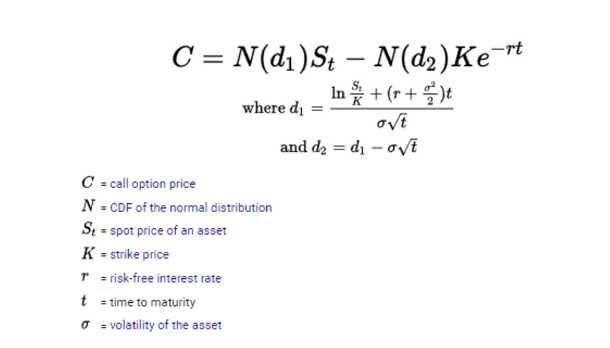 C = N(d₁)Sₜ − N(d₂)Ke⁻ʳᵗ
where d₁ = (ln Sₜ/K + (r + σ²/2)t) / σ√t
and d₂ = d₁ − σ√t
C = call option price
N = CDF of the normal distribution
Sₜ = spot price of an asset
K = strike price
r = risk-free interest rate
t = time to maturity
σ = volatility of the asset